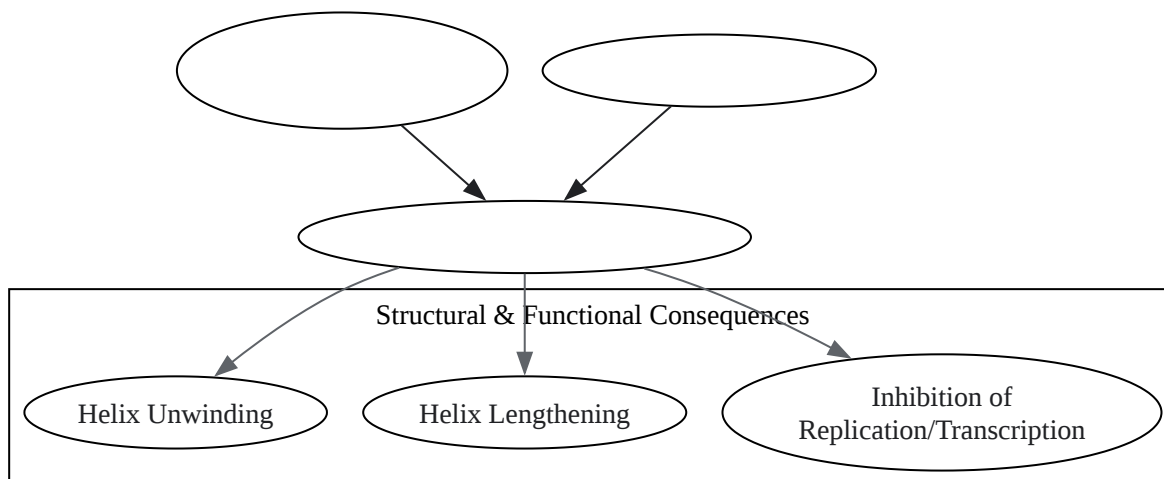 Structural & Functional Consequences
Helix Unwinding
Helix Lengthening
Inhibition of
Replication/Transcription